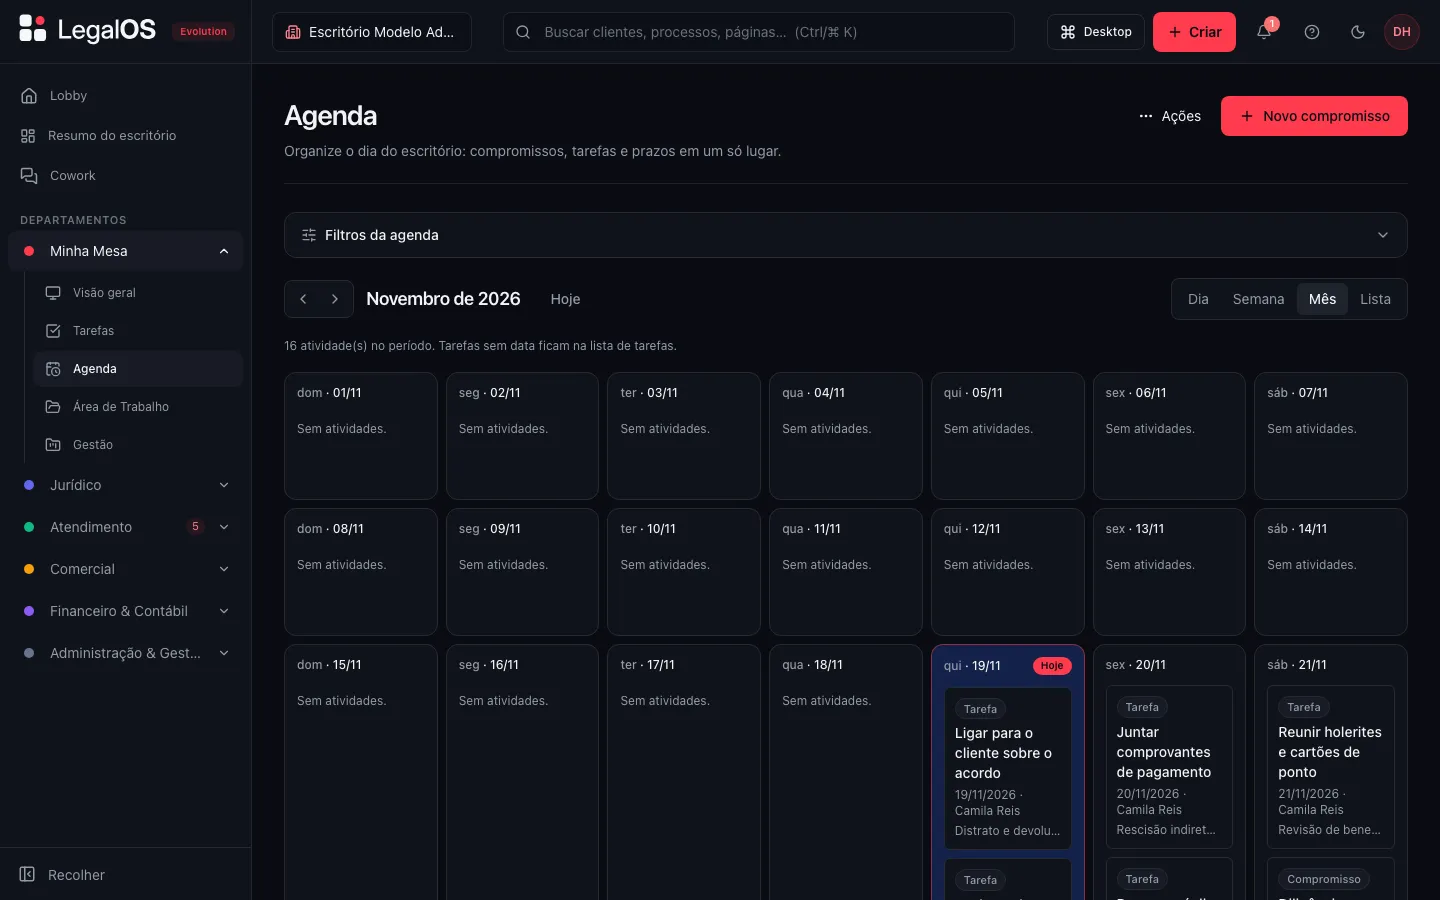 LegalOS
Evolution
Escritório Modelo Ad...
Buscar clientes, processos, páginas... (Ctrl/⌘ K)
⌘ Desktop
+ Criar
1
DH
Lobby
Resumo do escritório
Cowork
DEPARTAMENTOS
Minha Mesa
Visão geral
Tarefas
Agenda
Área de Trabalho
Gestão
Jurídico
Atendimento
5
Comercial
Financeiro & Contábil
Administração & Gest...
Recolher
Agenda
Organize o dia do escritório: compromissos, tarefas e prazos em um só lugar.
Ações
+ Novo compromisso
Filtros da agenda
Novembro de 2026
Hoje
Dia
Semana
Mês
Lista
16 atividade(s) no período. Tarefas sem data ficam na lista de tarefas.
dom · 01/11
Sem atividades.
seg · 02/11
Sem atividades.
ter · 03/11
Sem atividades.
qua · 04/11
Sem atividades.
qui · 05/11
Sem atividades.
sex · 06/11
Sem atividades.
sáb · 07/11
Sem atividades.
dom · 08/11
Sem atividades.
seg · 09/11
Sem atividades.
ter · 10/11
Sem atividades.
qua · 11/11
Sem atividades.
qui · 12/11
Sem atividades.
sex · 13/11
Sem atividades.
sáb · 14/11
Sem atividades.
dom · 15/11
Sem atividades.
seg · 16/11
Sem atividades.
ter · 17/11
Sem atividades.
qua · 18/11
Sem atividades.
qui · 19/11
Hoje
Tarefa
Ligar para o
cliente sobre o
acordo
19/11/2026 ·
Camila Reis
Distrato e devolu...
Tarefa
sex · 20/11
Tarefa
Juntar
comprovantes
de pagamento
20/11/2026 ·
Camila Reis
Rescisão indiret...
Tarefa
sáb · 21/11
Tarefa
Reunir holerites
e cartões de
ponto
21/11/2026 ·
Camila Reis
Revisão de bene...
Compromisso